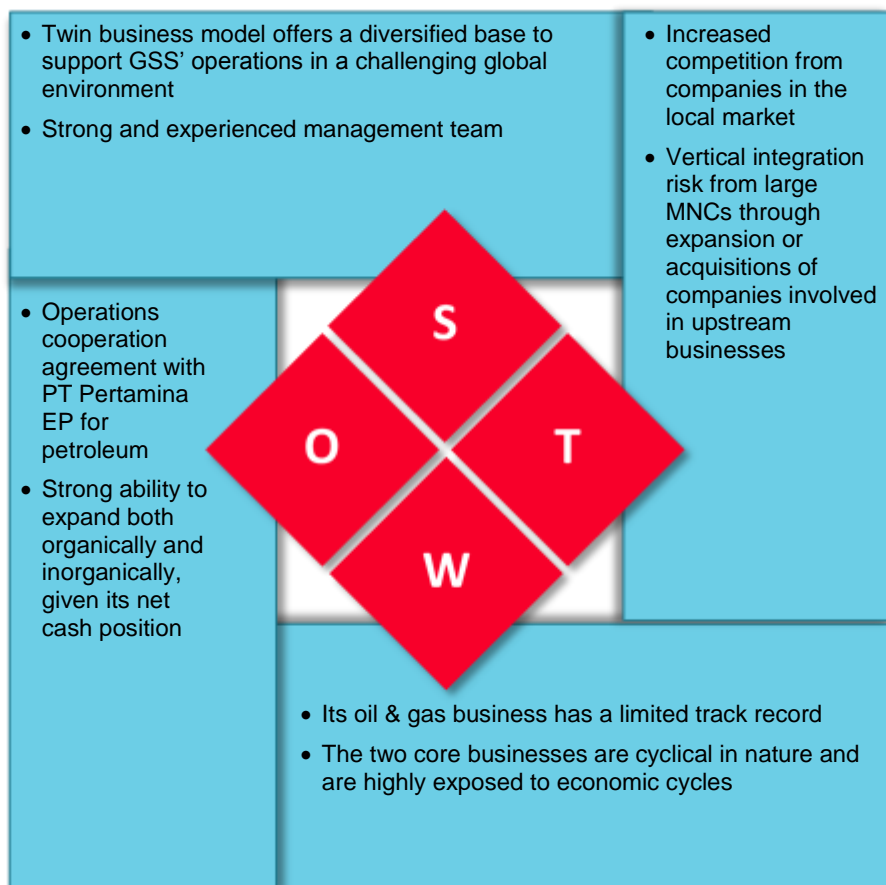 • Twin business model offers a diversified base to
support GSS' operations in a challenging global
environment
• Strong and experienced management team
• Increased
competition from
companies in the
local market
• Vertical integration
risk from large
MNCs through
expansion or
acquisitions of
companies involved
in upstream
businesses
• Operations
cooperation
agreement with
PT Pertamina
EP for
petroleum
• Strong ability to
expand both
organically and
inorganically,
given its net
cash position
S
O
T
W
• Its oil & gas business has a limited track record
• The two core businesses are cyclical in nature and
are highly exposed to economic cycles